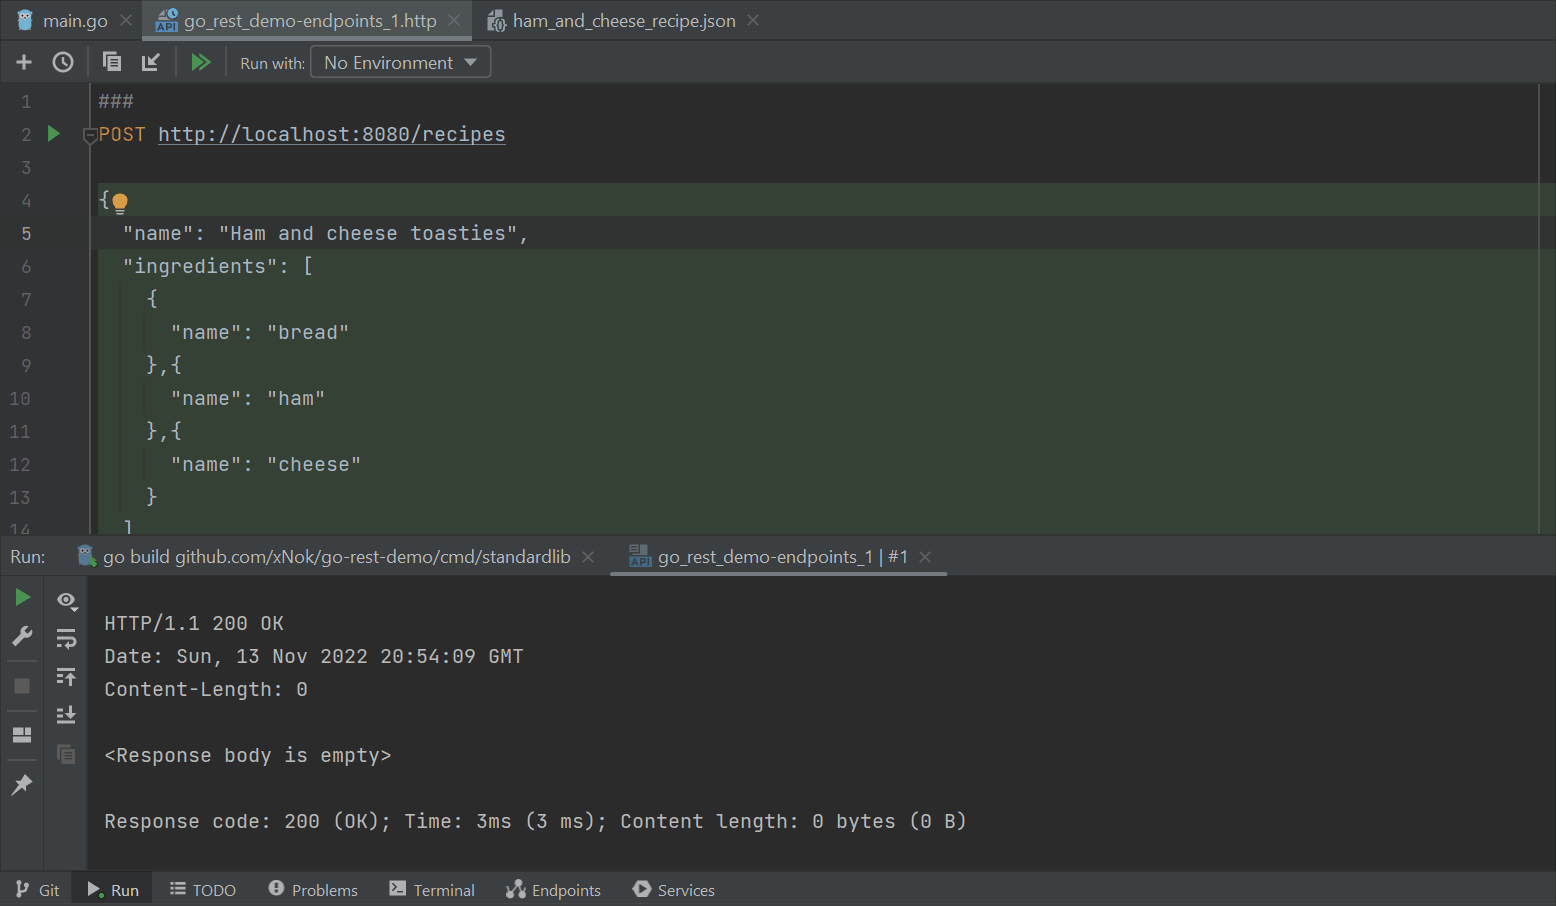 main.go
go_rest_demo-endpoints_1.http
ham_and_cheese_recipe.json
Run with: No Environment
1 ###
2 POST http://localhost:8080/recipes
3
4 {
5 "name": "Ham and cheese toasties",
6 "ingredients": [
7 {
8 "name": "bread"
9 },{
10 "name": "ham"
11 },{
12 "name": "cheese"
13 }
14 ]
Run: go build github.com/xNok/go-rest-demo/cmd/standardlib
API go_rest_demo-endpoints_1 | #1
HTTP/1.1 200 OK
Date: Sun, 13 Nov 2022 20:54:09 GMT
Content-Length: 0
<Response body is empty>
Response code: 200 (OK); Time: 3ms (3 ms); Content length: 0 bytes (0 B)
Git Run TODO Problems Terminal Endpoints Services